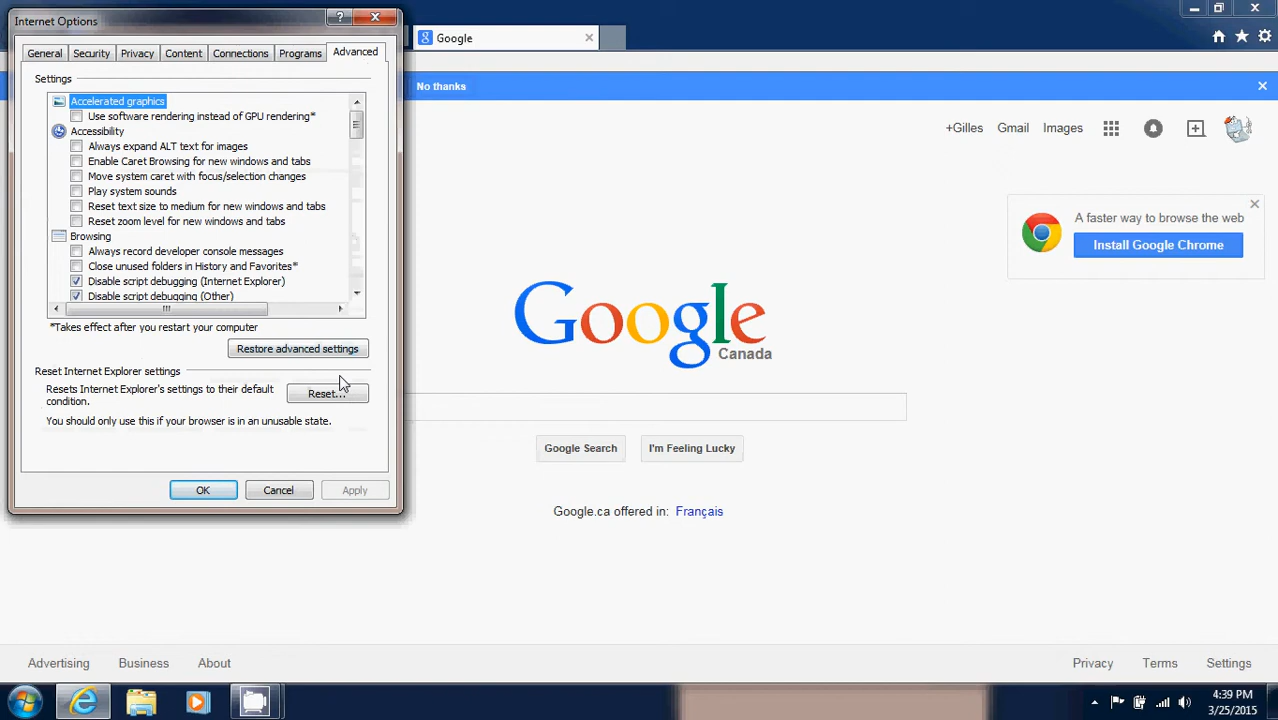 Internet Options
General Security Privacy Content Connections Programs Advanced
Settings
Accelerated graphics
Use software rendering instead of GPU rendering*
Accessibility
Always expand ALT text for images
Enable Caret Browsing for new windows and tabs
Move system caret with focus/selection changes
Play system sounds
Reset text size to medium for new windows and tabs
Reset zoom level for new windows and tabs
Browsing
Always record developer console messages
Close unused folders in History and Favorites*
Disable script debugging (Internet Explorer)
Disable script debugging (Other)
*Takes effect after you restart your computer
Restore advanced settings
Reset Internet Explorer settings
Resets Internet Explorer's settings to their default
condition.
Reset...
You should only use this if your browser is in an unusable state.
OK Cancel Apply
Google
No thanks
+Gilles Gmail Images
A faster way to browse the web
Install Google Chrome
Google
Canada
Google Search I'm Feeling Lucky
Google.ca offered in: Français
Advertising Business About
Privacy Terms Settings
4:39 PM
3/25/2015